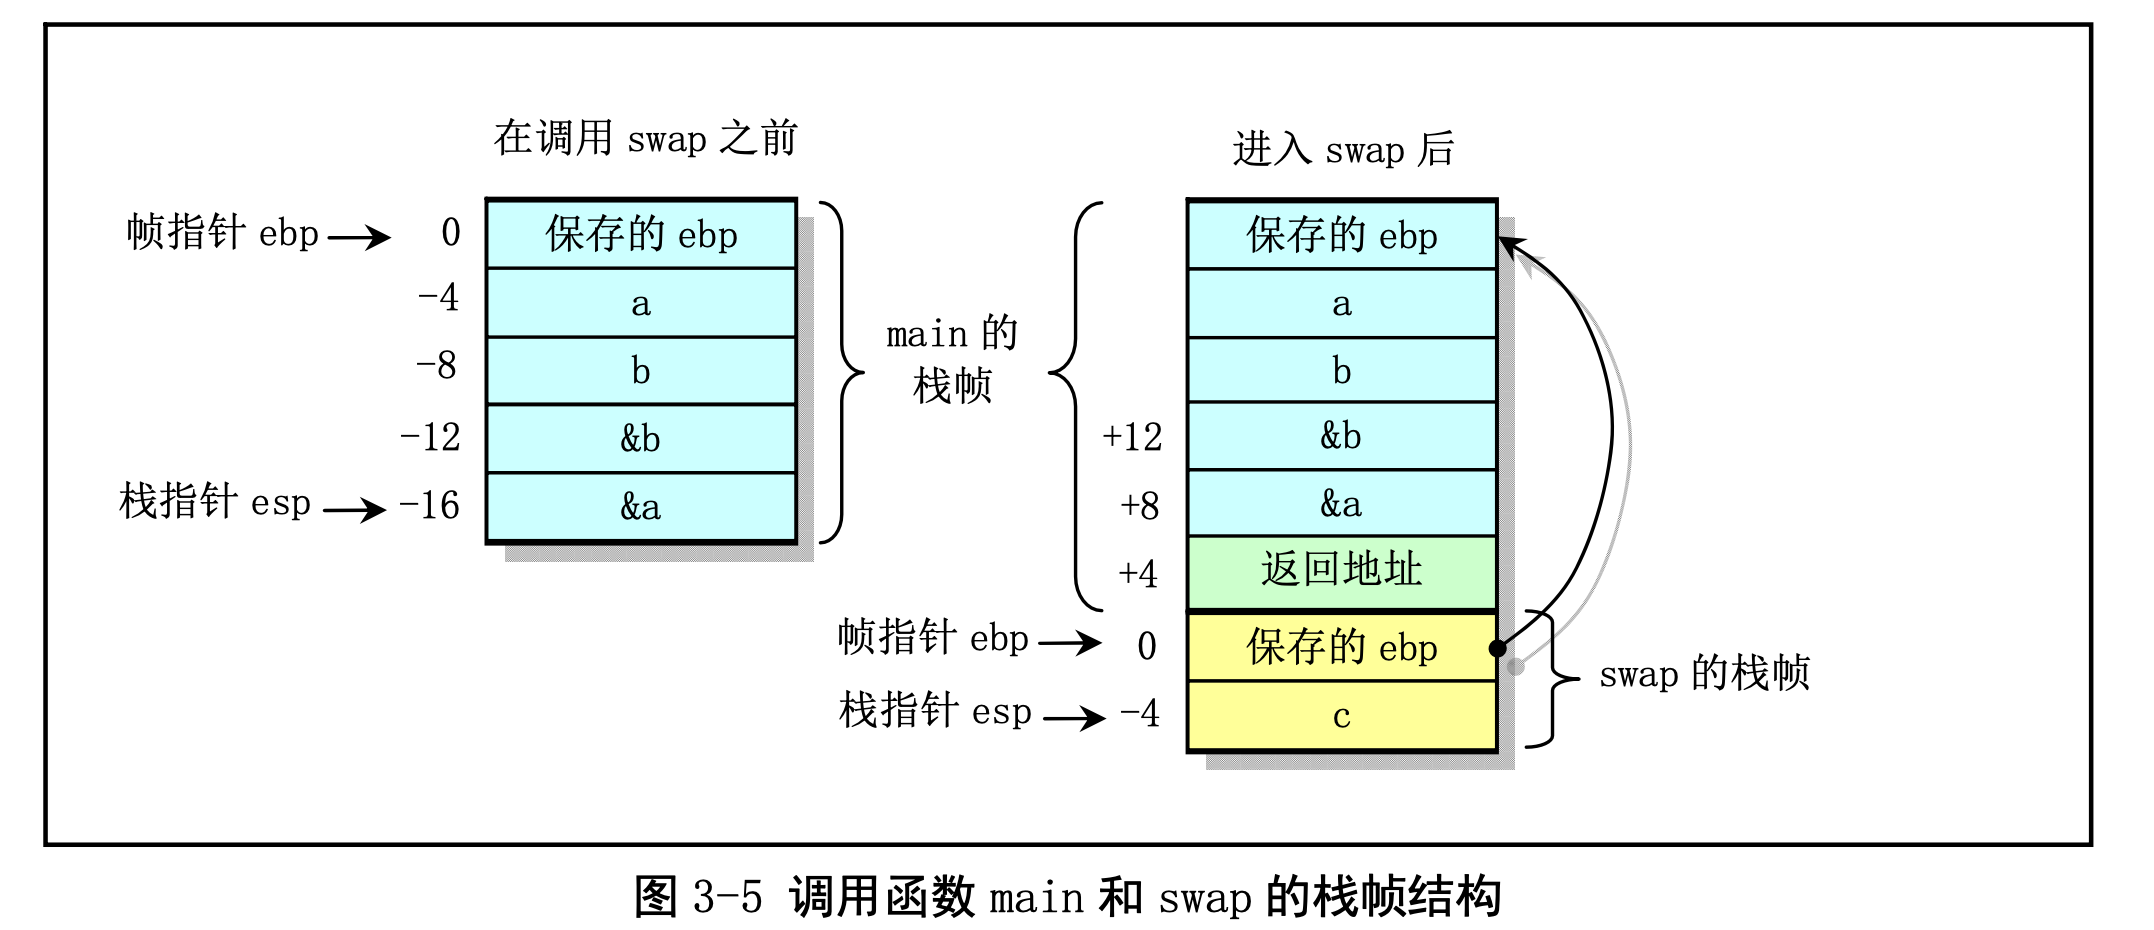 在调用 swap 之前
帧指针 ebp
0
保存的 ebp
-4
a
-8
b
-12
&b
栈指针 esp
-16
&a
main 的
栈帧
进入 swap 后
保存的 ebp
a
b
+12
&b
+8
&a
+4
返回地址
帧指针 ebp
0
保存的 ebp
栈指针 esp
-4
c
swap 的栈帧
图 3-5 调用函数 main 和 swap 的栈帧结构